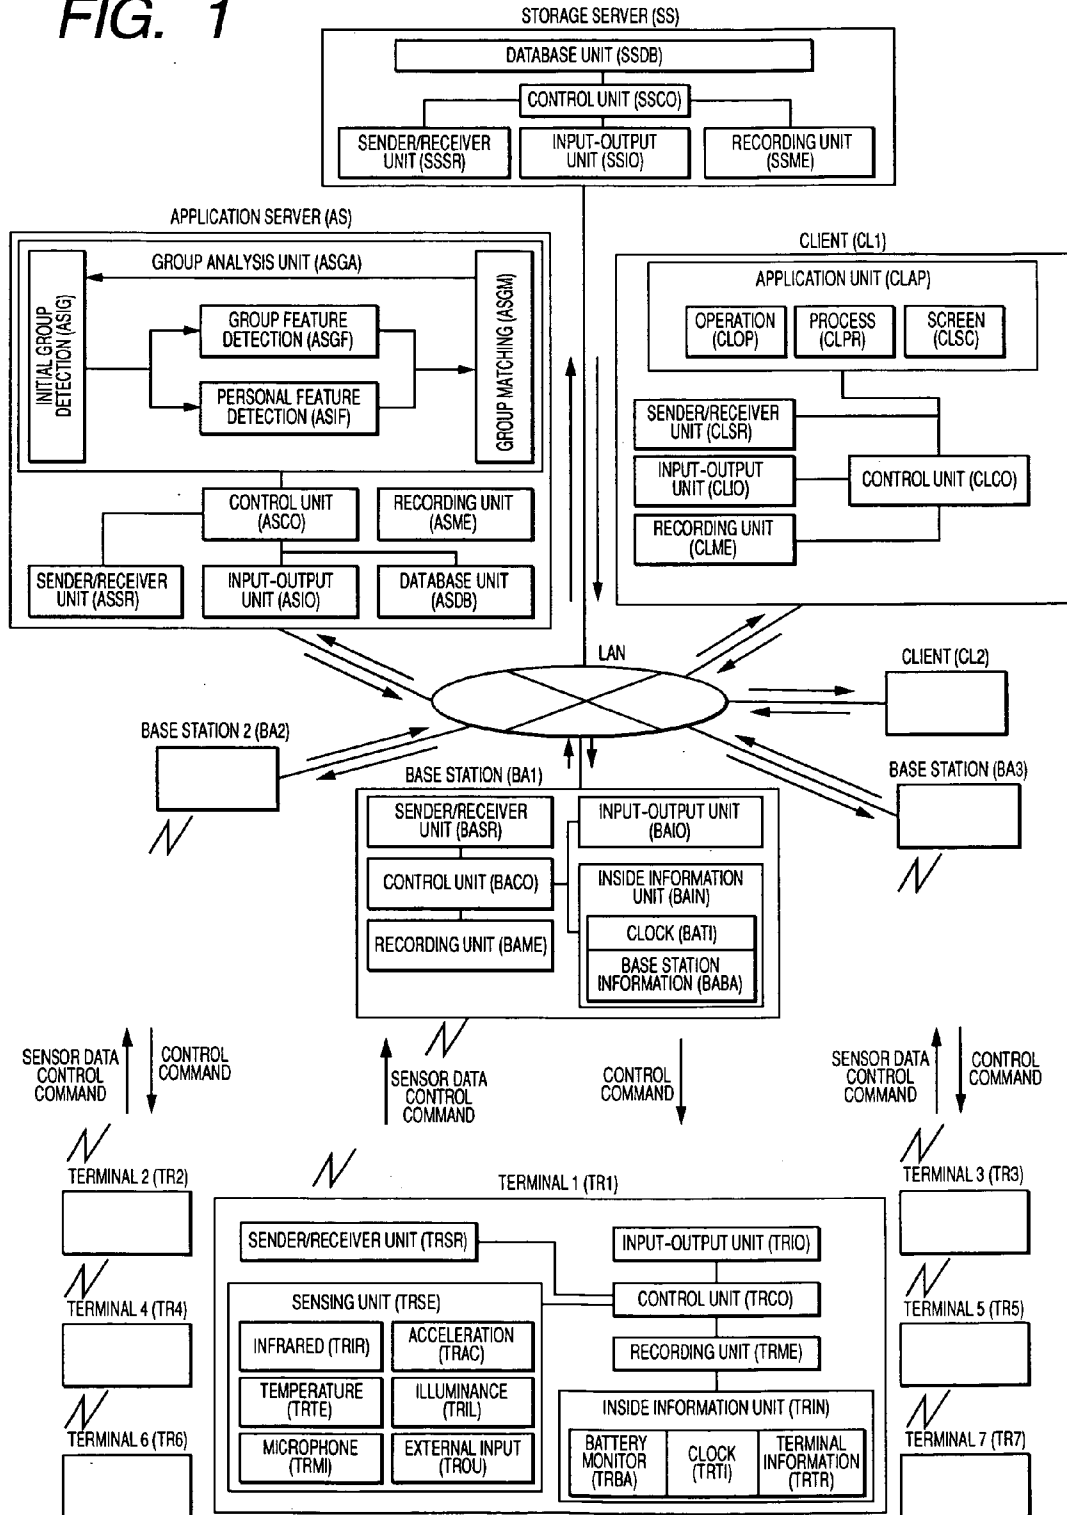 FIG. 1
STORAGE SERVER (SS)
DATABASE UNIT (SSDB)
CONTROL UNIT (SSCO)
SENDER/RECEIVER
UNIT (SSSR)
INPUT-OUTPUT
UNIT (SSIO)
RECORDING UNIT
(SSME)
APPLICATION SERVER (AS)
GROUP ANALYSIS UNIT (ASGA)
INITIAL GROUP
DETECTION (ASIG)
GROUP FEATURE
DETECTION (ASGF)
PERSONAL FEATURE
DETECTION (ASIF)
GROUP MATCHING (ASGM)
CONTROL UNIT
(ASCO)
RECORDING UNIT
(ASME)
SENDER/RECEIVER
UNIT (ASSR)
INPUT-OUTPUT
UNIT (ASIO)
DATABASE UNIT
(ASDB)
CLIENT (CL1)
APPLICATION UNIT (CLAP)
OPERATION
(CLOP)
PROCESS
(CLPR)
SCREEN
(CLSC)
SENDER/RECEIVER
UNIT (CLSR)
INPUT-OUTPUT
UNIT (CLIO)
CONTROL UNIT (CLCO)
RECORDING UNIT
(CLME)
LAN
CLIENT (CL2)
BASE STATION 2 (BA2)
BASE STATION (BA1)
BASE STATION (BA3)
SENDER/RECEIVER
UNIT (BASR)
INPUT-OUTPUT UNIT
(BAIO)
CONTROL UNIT (BACO)
INSIDE INFORMATION
UNIT (BAIN)
RECORDING UNIT (BAME)
CLOCK (BATI)
BASE STATION
INFORMATION (BABA)
SENSOR DATA
CONTROL
COMMAND
CONTROL
COMMAND
SENSOR DATA
CONTROL
COMMAND
CONTROL
COMMAND
SENSOR DATA
CONTROL
COMMAND
CONTROL
COMMAND
TERMINAL 2 (TR2)
TERMINAL 1 (TR1)
TERMINAL 3 (TR3)
SENDER/RECEIVER UNIT (TRSR)
INPUT-OUTPUT UNIT (TRIO)
SENSING UNIT (TRSE)
CONTROL UNIT (TRCO)
TERMINAL 4 (TR4)
TERMINAL 5 (TR5)
INFRARED (TRIR)
ACCELERATION
(TRAC)
RECORDING UNIT (TRME)
TEMPERATURE
(TRTE)
ILLUMINANCE
(TRIL)
INSIDE INFORMATION UNIT (TRIN)
TERMINAL 6 (TR6)
TERMINAL 7 (TR7)
MICROPHONE
(TRMI)
EXTERNAL INPUT
(TROU)
BATTERY
MONITOR
(TRBA)
CLOCK
(TRTI)
TERMINAL
INFORMATION
(TRTR)